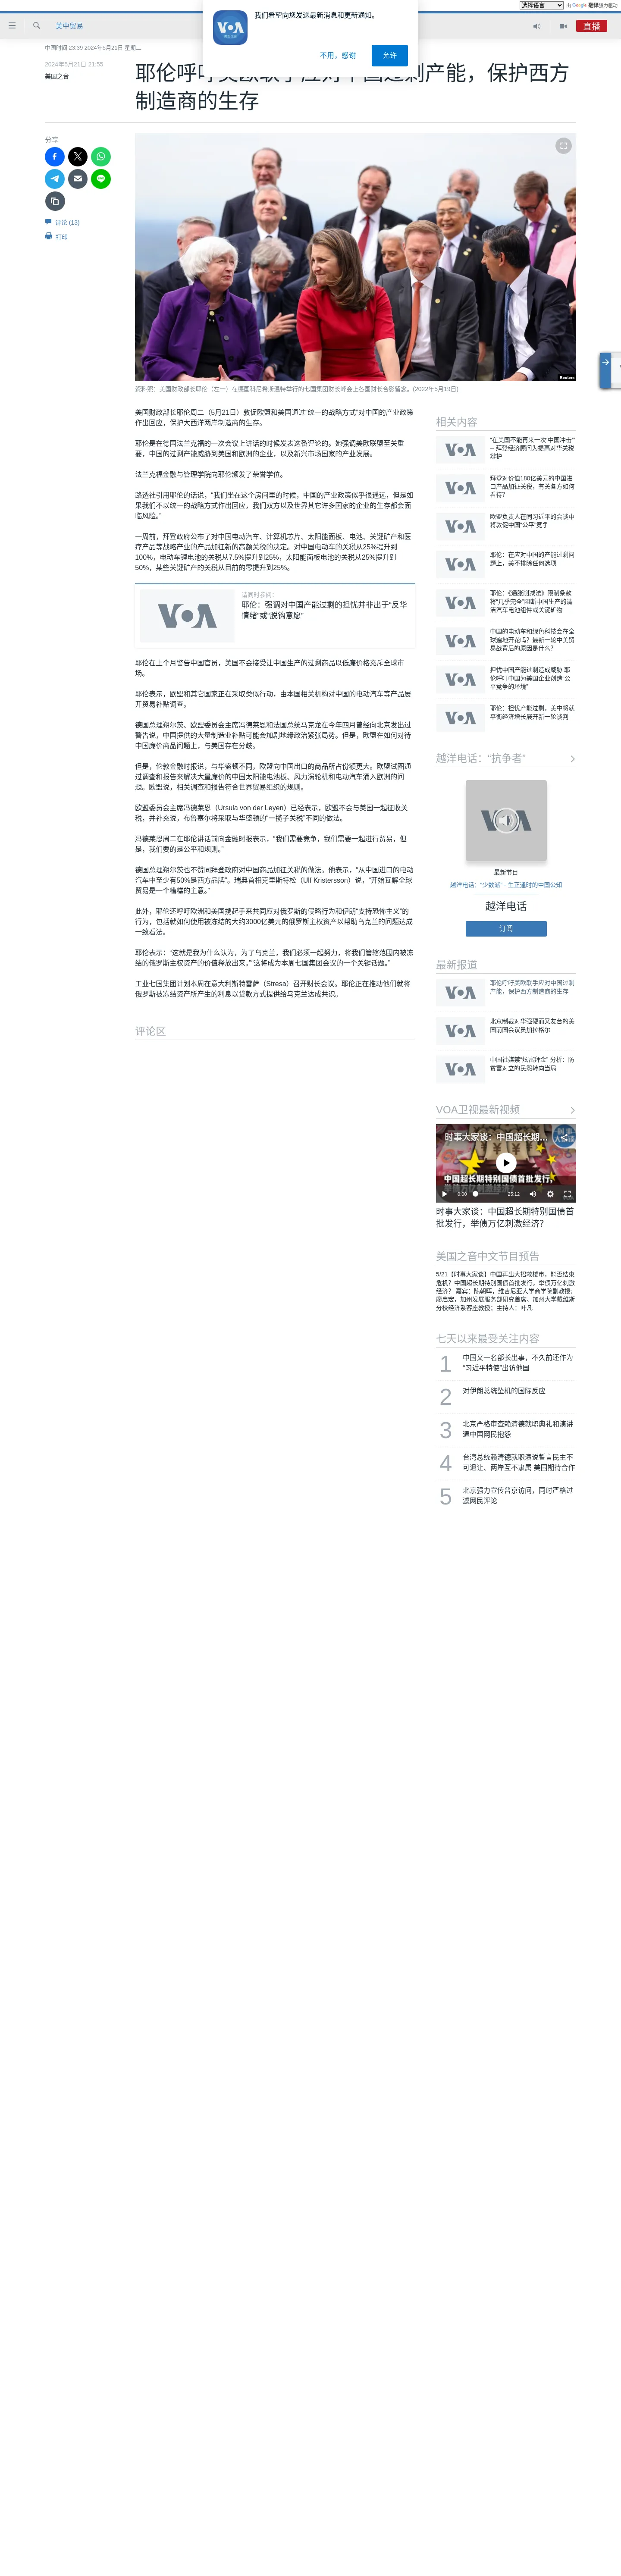 选择语言 由 Google 翻译强力驱动
美中贸易
直播
我们希望向您发送最新消息和更新通知。
不用，感谢
允许
中国时间 23:39 2024年5月21日 星期二
2024年5月21日 21:55
美国之音
制造商的生存
分享
评论 (13)
打印
Reuters
资料照：美国财政部长耶伦（左一）在德国科尼希斯温特举行的七国集团财长峰会上各国财长合影留念。(2022年5月19日)
美国财政部长耶伦周二（5月21日）敦促欧盟和美国通过“统一的战略方式”对中国的产业政策
作出回应，保护大西洋两岸制造商的生存。
耶伦是在德国法兰克福的一次会议上讲话的时候发表这番评论的。她强调美欧联盟至关重
要，中国的过剩产能威胁到美国和欧洲的企业，以及新兴市场国家的产业发展。
法兰克福金融与管理学院向耶伦颁发了荣誉学位。
路透社引用耶伦的话说，“我们坐在这个房间里的时候，中国的产业政策似乎很遥远，但是如
果我们不以统一的战略方式作出回应，我们双方以及世界其它许多国家的企业的生存都会面
临风险。”
一周前，拜登政府公布了对中国电动汽车、计算机芯片、太阳能面板、电池、关键矿产和医
疗产品等战略产业的产品加征新的高额关税的决定。对中国电动车的关税从25%提升到
100%，电动车锂电池的关税从7.5%提升到25%，太阳能面板电池的关税从25%提升到
50%，某些关键矿产的关税从目前的零提升到25%。
VOA
请同时参阅：
耶伦：强调对中国产能过剩的担忧并非出于“反华
情绪”或“脱钩意愿”
耶伦在上个月警告中国官员，美国不会接受让中国生产的过剩商品以低廉价格充斥全球市
场。
耶伦表示，欧盟和其它国家正在采取类似行动，由本国相关机构对中国的电动汽车等产品展
开贸易补贴调查。
德国总理朔尔茨、欧盟委员会主席冯德莱恩和法国总统马克龙在今年四月曾经向北京发出过
警告说，中国提供的大量制造业补贴可能会加剧地缘政治紧张局势。但是，欧盟在如何对待
中国廉价商品问题上，与美国存在分歧。
但是，伦敦金融时报说，与华盛顿不同，欧盟向中国出口的商品所占份额更大。欧盟试图通
过调查和报告来解决大量廉价的中国太阳能电池板、风力涡轮机和电动汽车涌入欧洲的问
题。欧盟说，相关调查和报告符合世界贸易组织的规则。
欧盟委员会主席冯德莱恩（Ursula von der Leyen）已经表示，欧盟不会与美国一起征收关
税，并补充说，布鲁塞尔将采取与华盛顿的“一揽子关税”不同的做法。
冯德莱恩周二在耶伦讲话前向金融时报表示，“我们需要竞争，我们需要一起进行贸易，但
是，我们要的是公平和规则。”
德国总理朔尔茨也不赞同拜登政府对中国商品加征关税的做法。他表示，“从中国进口的电动
汽车中至少有50%是西方品牌”。瑞典首相克里斯特松（Ulf Kristersson）说，“开始瓦解全球
贸易是一个糟糕的主意。”
此外，耶伦还呼吁欧洲和美国携起手来共同应对俄罗斯的侵略行为和伊朗“支持恐怖主义”的
行为，包括就如何使用被冻结的大约3000亿美元的俄罗斯主权资产以帮助乌克兰的问题达成
一致看法。
耶伦表示：“这就是我为什么认为，为了乌克兰，我们必须一起努力，将我们管辖范围内被冻
结的俄罗斯主权资产的价值释放出来。”“这将成为本周七国集团会议的一个关键话题。”
工业七国集团计划本周在意大利斯特雷萨（Stresa）召开财长会议。耶伦正在推动他们就将
俄罗斯被冻结资产所产生的利息以贷款方式提供给乌克兰达成共识。
评论区
相关内容
“在美国不能再来一次‘中国冲击’”
-- 拜登经济顾问为提高对华关税
辩护
拜登对价值180亿美元的中国进
口产品加征关税，有关各方如何
看待?
欧盟负责人在同习近平的会谈中
将敦促中国“公平”竞争
耶伦：在应对中国的产能过剩问
题上，美不排除任何选项
耶伦:《通胀削减法》限制条款
将“几乎完全”阻断中国生产的清
洁汽车电池组件或关键矿物
中国的电动车和绿色科技会在全
球遍地开花吗？最新一轮中美贸
易战背后的原因是什么？
担忧中国产能过剩造成威胁 耶
伦呼吁中国为美国企业创造“公
平竞争的环境”
耶伦：担忧产能过剩，美中将就
平衡经济增长展开新一轮谈判
越洋电话：“抗争者”
最新节目
越洋电话：“少数派” - 生正逢时的中国公知
越洋电话
订阅
最新报道
耶伦呼吁美欧联手应对中国过剩
产能，保护西方制造商的生存
北京制裁对华强硬而又友台的美
国前国会议员加拉格尔
中国社媒禁“炫富拜金” 分析：防
贫富对立的民怨转向当局
VOA卫视最新视频
时事大家谈：中国超长期...
中国超长期特别国债首批发行,
0:00
25:12
时事大家谈：中国超长期特别国债首
批发行，举债万亿刺激经济？
美国之音中文节目预告
5/21【时事大家谈】中国再出大招救楼市，能否结束
危机？中国超长期特别国债首批发行，举债万亿刺激
经济？ 嘉宾：陈朝晖，维吉尼亚大学商学院副教授;
廖启宏，加州发展服务部研究首席、加州大学戴维斯
分校经济系客座教授；主持人：叶凡
七天以来最受关注内容
1 中国又一名部长出事，不久前还作为
“习近平特使”出访他国
2 对伊朗总统坠机的国际反应
3 北京严格审查赖清德就职典礼和演讲
遭中国网民抱怨
4 台湾总统赖清德就职演说誓言民主不
可退让、两岸互不隶属 美国期待合作
5 北京强力宣传普京访问，同时严格过
滤网民评论